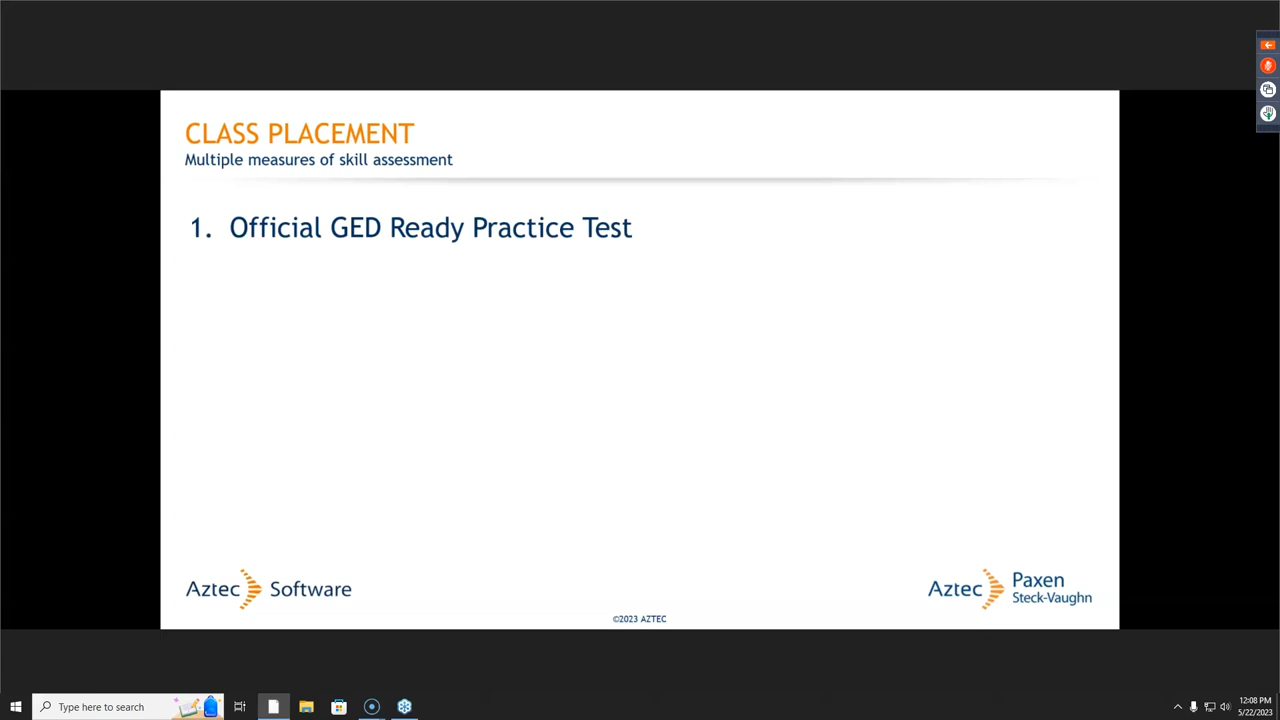 CLASS PLACEMENT
Multiple measures of skill assessment
1. Official GED Ready Practice Test
Aztec Software
Aztec Paxen
Steck-Vaughn
©2023 AZTEC
Type here to search
12:08 PM
5/22/2023